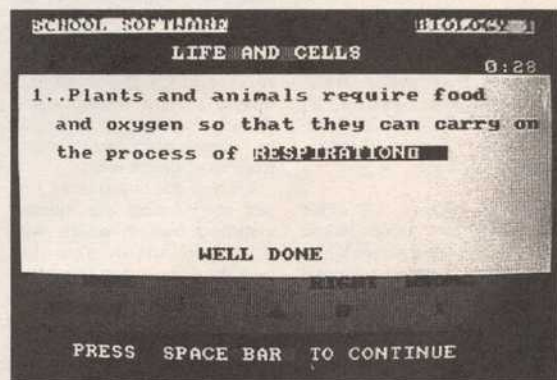 SCHOOL SOFTWARE BIOLOGY 1
LIFE AND CELLS
0:28
1..Plants and animals require food
and oxygen so that they can carry on
the process of RESPIRATION
WELL DONE
RIGHT WRONG
PRESS SPACE BAR TO CONTINUE